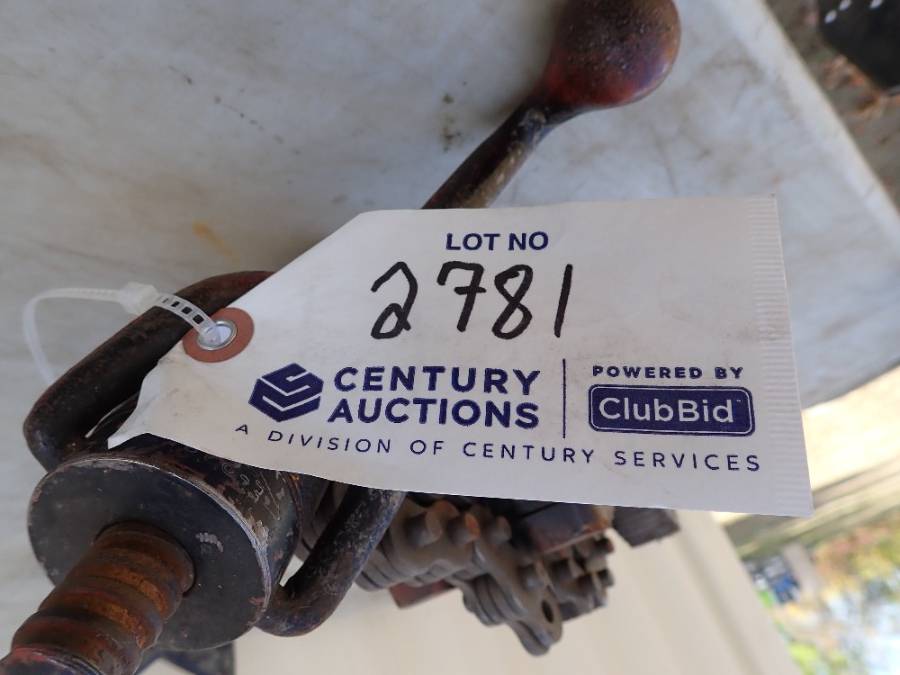 LOT NO
2781
CENTURY
AUCTIONS
A DIVISION OF CENTURY SERVICES
POWERED BY
ClubBid